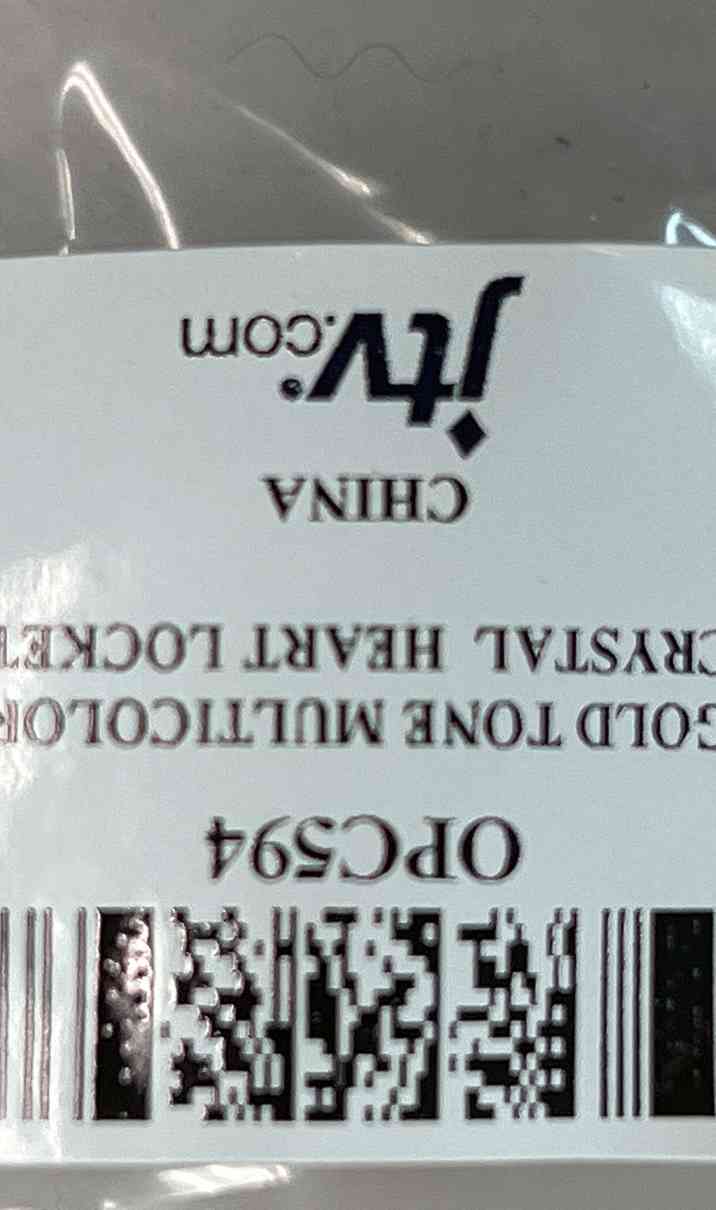 OPC594
GOLD TONE MULTICOLOR
CRYSTAL HEART LOCKET
CHINA
jtv®.com